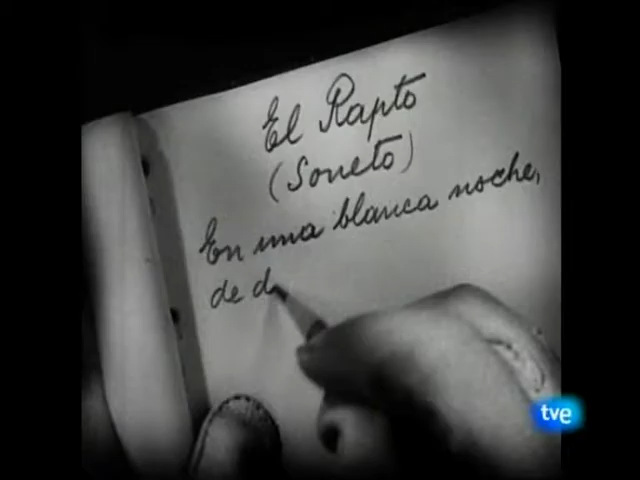 El Rapto
(Soneto)
En una blanca noche,
de d
tve